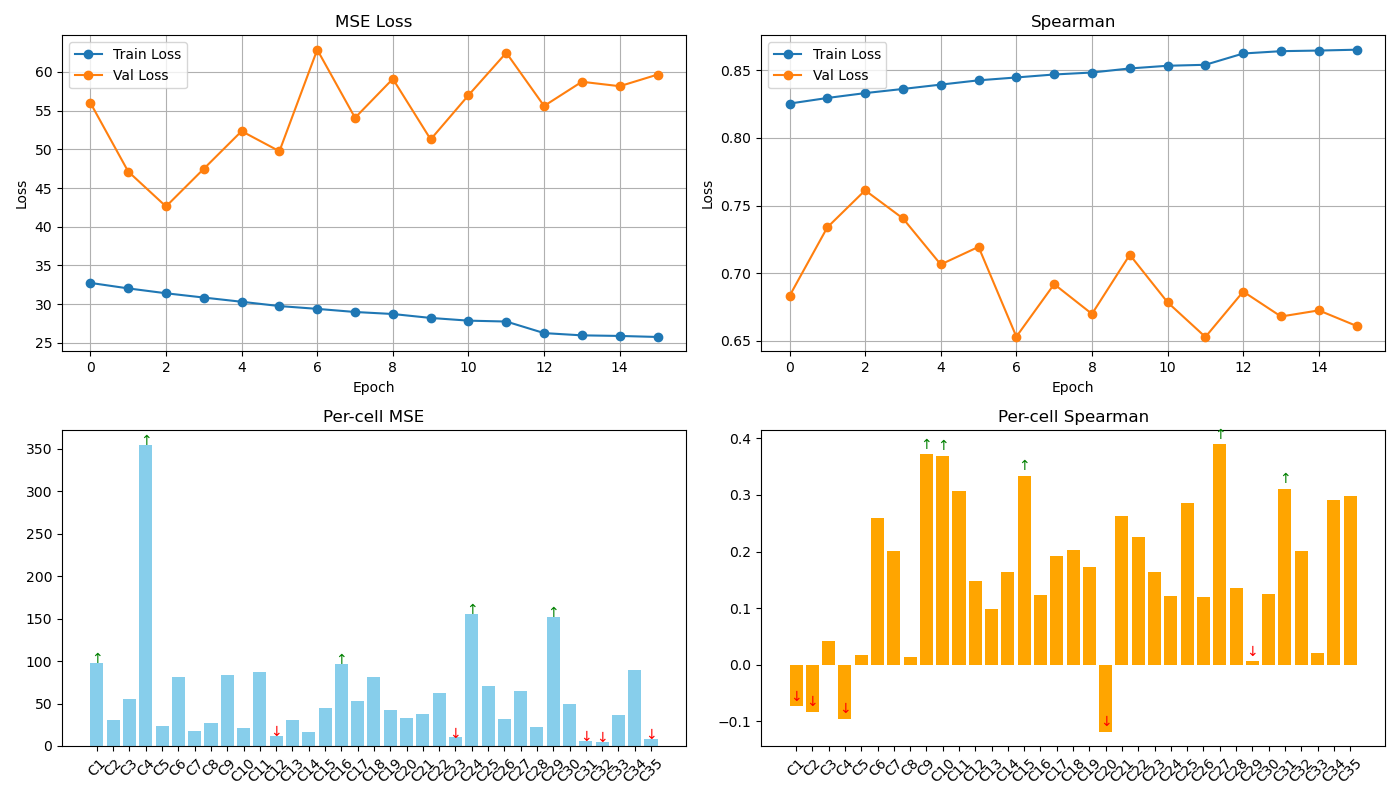 MSE Loss
Train Loss
Val Loss
Loss
60
55
50
45
40
35
30
25
0 2 4 6 8 10 12 14
Epoch
Spearman
Train Loss
Val Loss
Loss
0.85
0.80
0.75
0.70
0.65
0 2 4 6 8 10 12 14
Epoch
Per-cell MSE
350
300
250
200
150
100
50
0
↑ ↑ ↓ ↑ ↓ ↑ ↑ ↓ ↓ ↓
C1 C2 C3 C4 C5 C6 C7 C8 C9 C10 C11 C12 C13 C14 C15 C16 C17 C18 C19 C20 C21 C22 C23 C24 C25 C26 C27 C28 C29 C30 C31 C32 C33 C34 C35
Per-cell Spearman
0.4
0.3
0.2
0.1
0.0
−0.1
↓ ↓ ↓ ↑ ↑ ↑ ↓ ↑ ↓ ↑
C1 C2 C3 C4 C5 C6 C7 C8 C9 C10 C11 C12 C13 C14 C15 C16 C17 C18 C19 C20 C21 C22 C23 C24 C25 C26 C27 C28 C29 C30 C31 C32 C33 C34 C35